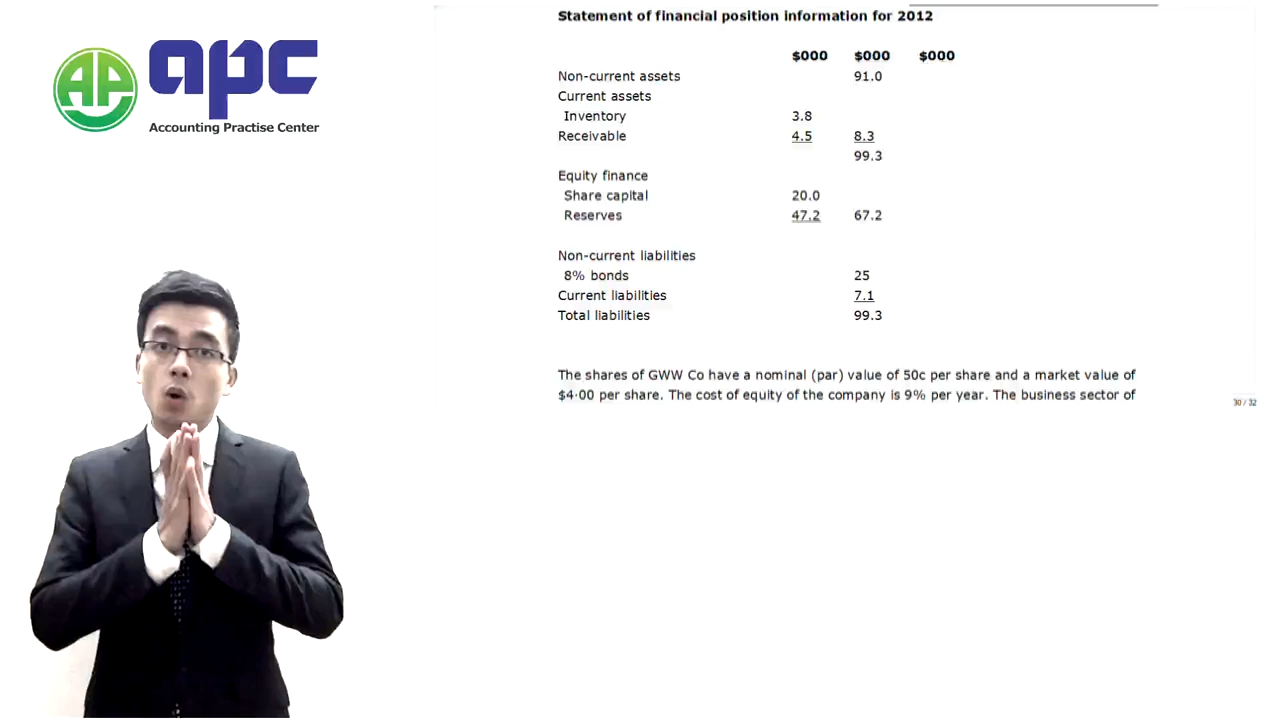 AP
apc
Accounting Practise Center
Statement of financial position information for 2012
$000 $000 $000
Non-current assets 91.0
Current assets
Inventory 3.8
Receivable 4.5 8.3
99.3
Equity finance
Share capital 20.0
Reserves 47.2 67.2
Non-current liabilities
8% bonds 25
Current liabilities 7.1
Total liabilities 99.3
The shares of GWW Co have a nominal (par) value of 50c per share and a market value of
$4·00 per share. The cost of equity of the company is 9% per year. The business sector of
30 / 32